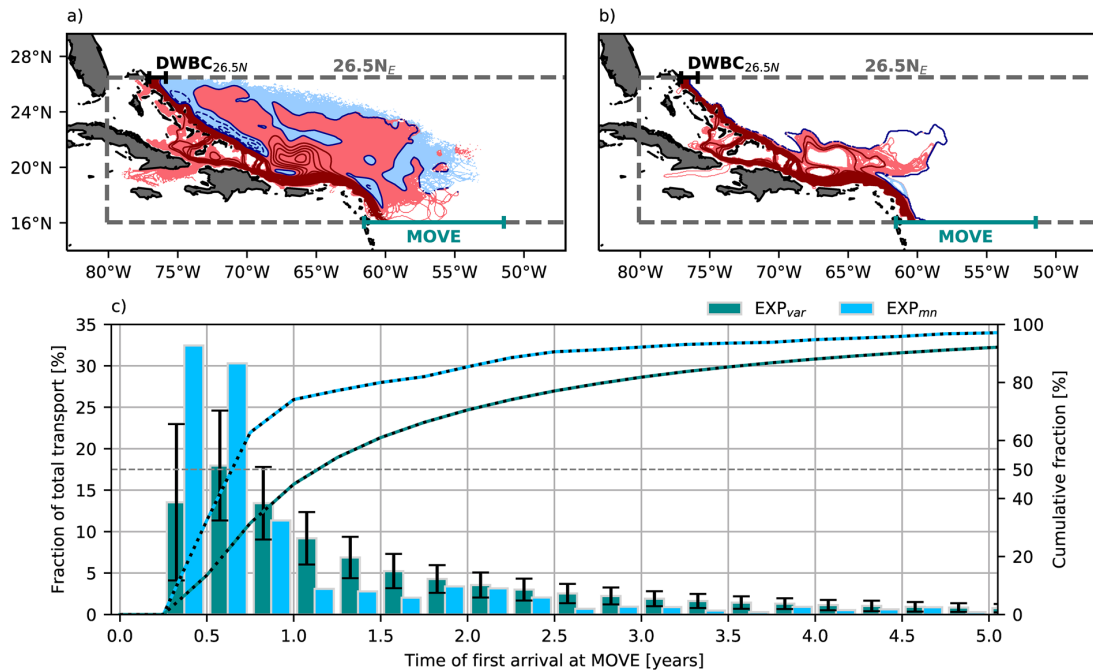 a)
b)
28°N
24°N
20°N
16°N
DWBC26.5N
26.5NE
MOVE
80°W 75°W 70°W 65°W 60°W 55°W 50°W
DWBC26.5N
26.5NE
MOVE
80°W 75°W 70°W 65°W 60°W 55°W 50°W
c)
EXPvar
EXPmn
Fraction of total transport [%]
35
30
25
20
15
10
5
0
100
80
60
50
40
20
0
Cumulative fraction [%]
0.0 0.5 1.0 1.5 2.0 2.5 3.0 3.5 4.0 4.5 5.0
Time of first arrival at MOVE [years]